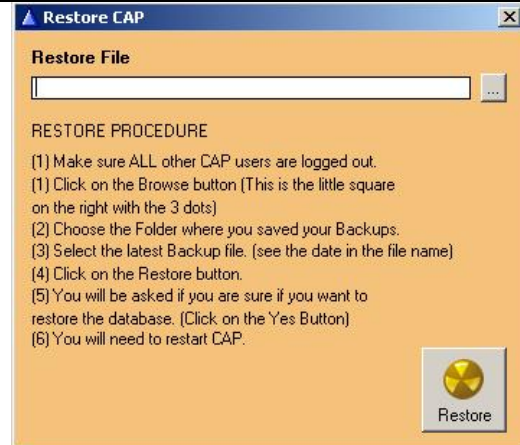 Restore CAP
Restore File
...
RESTORE PROCEDURE
(1) Make sure ALL other CAP users are logged out.
(1) Click on the Browse button (This is the little square
on the right with the 3 dots)
(2) Choose the Folder where you saved your Backups.
(3) Select the latest Backup file. (see the date in the file name)
(4) Click on the Restore button.
(5) You will be asked if you are sure if you want to
restore the database. (Click on the Yes Button)
(6) You will need to restart CAP.
Restore